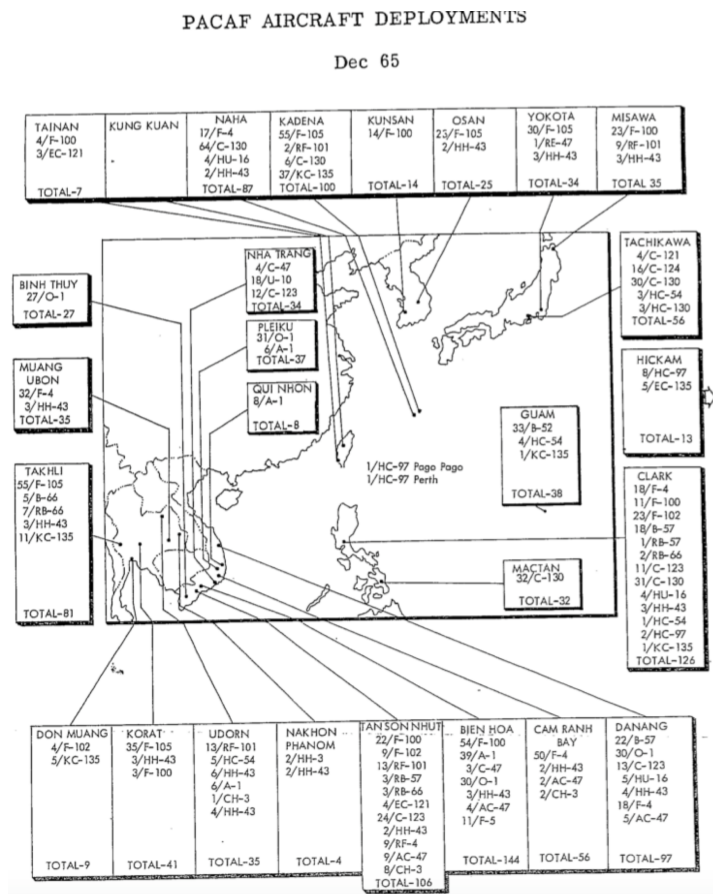 PACAF AIRCRAFT DEPLOYMENTS
Dec 65
TAINAN
4/F-100
3/EC-121
TOTAL-7
KUNG KUAN
NAHA
17/F-4
64/C-130
4/HU-16
2/HH-43
TOTAL-87
KADENA
55/F-105
2/RF-101
6/C-130
37/KC-135
TOTAL-100
KUNSAN
14/F-100
TOTAL-14
OSAN
23/F-105
2/HH-43
TOTAL-25
YOKOTA
30/F-105
1/RE-47
3/HH-43
TOTAL-34
MISAWA
23/F-100
9/RF-101
3/HH-43
TOTAL 35
NHA TRANG
4/C-47
18/U-10
12/C-123
TOTAL-34
TACHIKAWA
4/C-121
16/C-124
30/C-130
3/HC-54
3/HC-130
TOTAL-56
BINH THUY
27/O-1
TOTAL-27
PLEIKU
31/O-1
6/A-1
TOTAL-37
MUANG
UBON
32/F-4
3/HH-43
TOTAL-35
QUI NHON
8/A-1
TOTAL-8
HICKAM
8/HC-97
5/EC-135
TOTAL-13
GUAM
33/B-52
4/HC-54
1/KC-135
TOTAL-38
1/HC-97 Pago Pago
1/HC-97 Perth
TAKHLI
55/F-105
5/B-66
7/RB-66
3/HH-43
11/KC-135
TOTAL-81
CLARK
18/F-4
11/F-100
23/F-102
18/B-57
1/RB-57
2/RB-66
11/C-123
31/C-130
4/HU-16
3/HH-43
1/HC-54
2/HC-97
1/KC-135
TOTAL-126
MACTAN
32/C-130
TOTAL-32
DON MUANG
4/F-102
5/KC-135
TOTAL-9
KORAT
35/F-105
3/HH-43
3/F-100
TOTAL-41
UDORN
13/RF-101
5/HC-54
6/HH-43
6/A-1
1/CH-3
4/HH-43
TOTAL-35
NAKHON
PHANOM
2/HH-3
2/HH-43
TOTAL-4
TAN SON NHUT
22/F-100
9/F-102
13/RF-101
3/RB-57
3/RB-66
4/EC-121
24/C-123
2/HH-43
9/RF-4
9/AC-47
8/CH-3
TOTAL-106
BIEN HOA
54/F-100
39/A-1
3/C-47
30/O-1
3/HH-43
4/AC-47
11/F-5
TOTAL-144
CAM RANH
BAY
50/F-4
2/HH-43
2/AC-47
2/CH-3
TOTAL-56
DANANG
22/B-57
30/O-1
13/C-123
5/HU-16
4/HH-43
18/F-4
5/AC-47
TOTAL-97